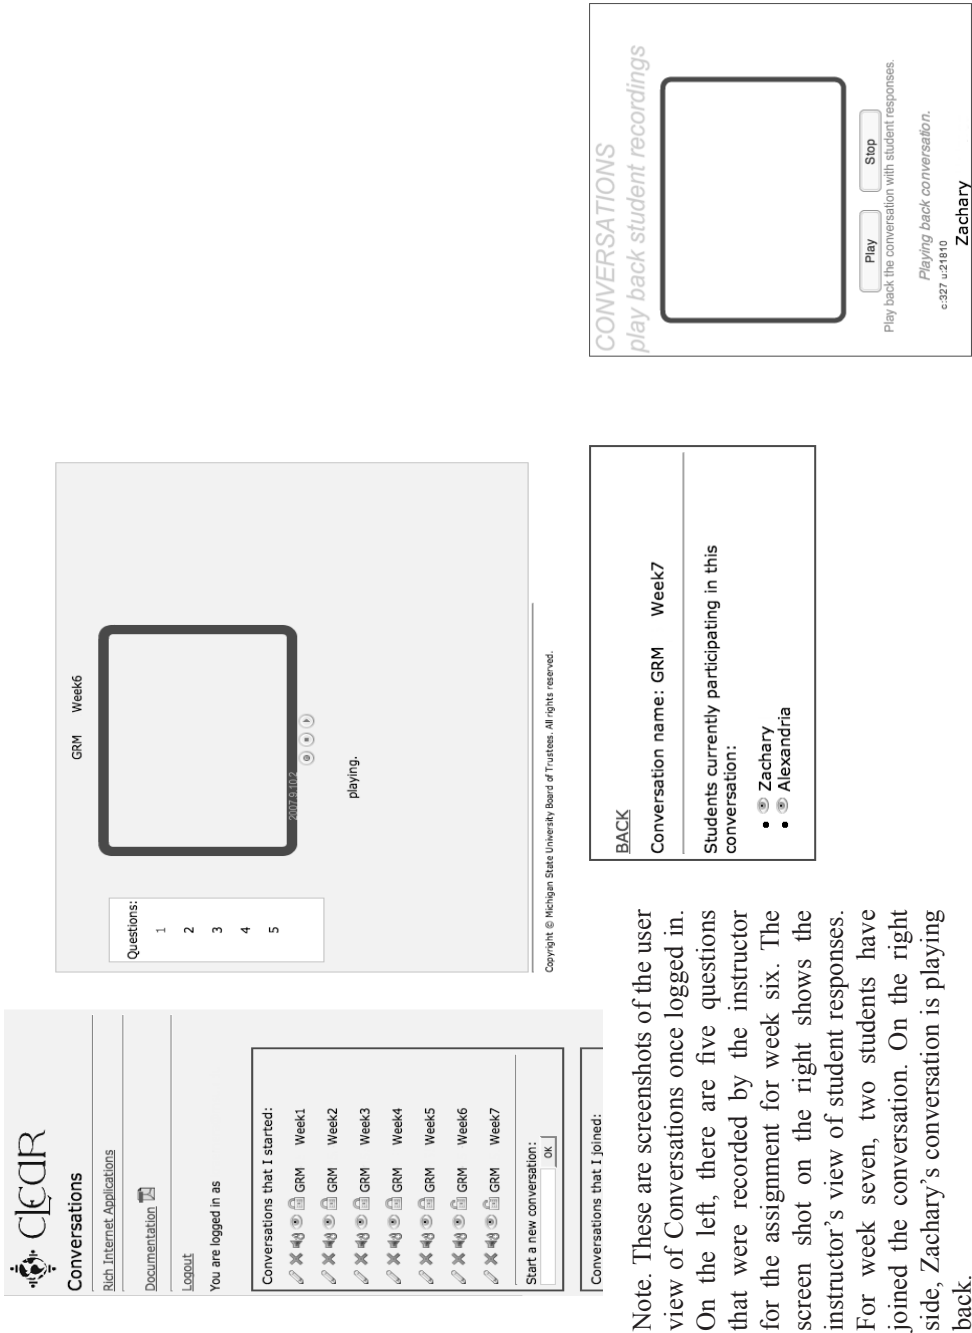 CLEAR
Conversations
Rich Internet Applications
Documentation
Logout
You are logged in as
Conversations that I started:
GRM Week1
GRM Week2
GRM Week3
GRM Week4
GRM Week5
GRM Week6
GRM Week7
Start a new conversation:
OK
Conversations that I joined:
GRM Week6
Questions:
1
2
3
4
5
2007.9.10.2
playing.
Copyright © Michigan State University Board of Trustees. All rights reserved.
Note. These are screenshots of the user
view of Conversations once logged in.
On the left, there are five questions
that were recorded by the instructor
for the assignment for week six. The
screen shot on the right shows the
instructor's view of student responses.
For week seven, two students have
joined the conversation. On the right
side, Zachary's conversation is playing
back.
BACK
Conversation name: GRM Week7
Students currently participating in this
conversation:
• Zachary
• Alexandria
CONVERSATIONS
play back student recordings
Play Stop
Play back the conversation with student responses.
Playing back conversation.
c:327 u:21810
Zachary